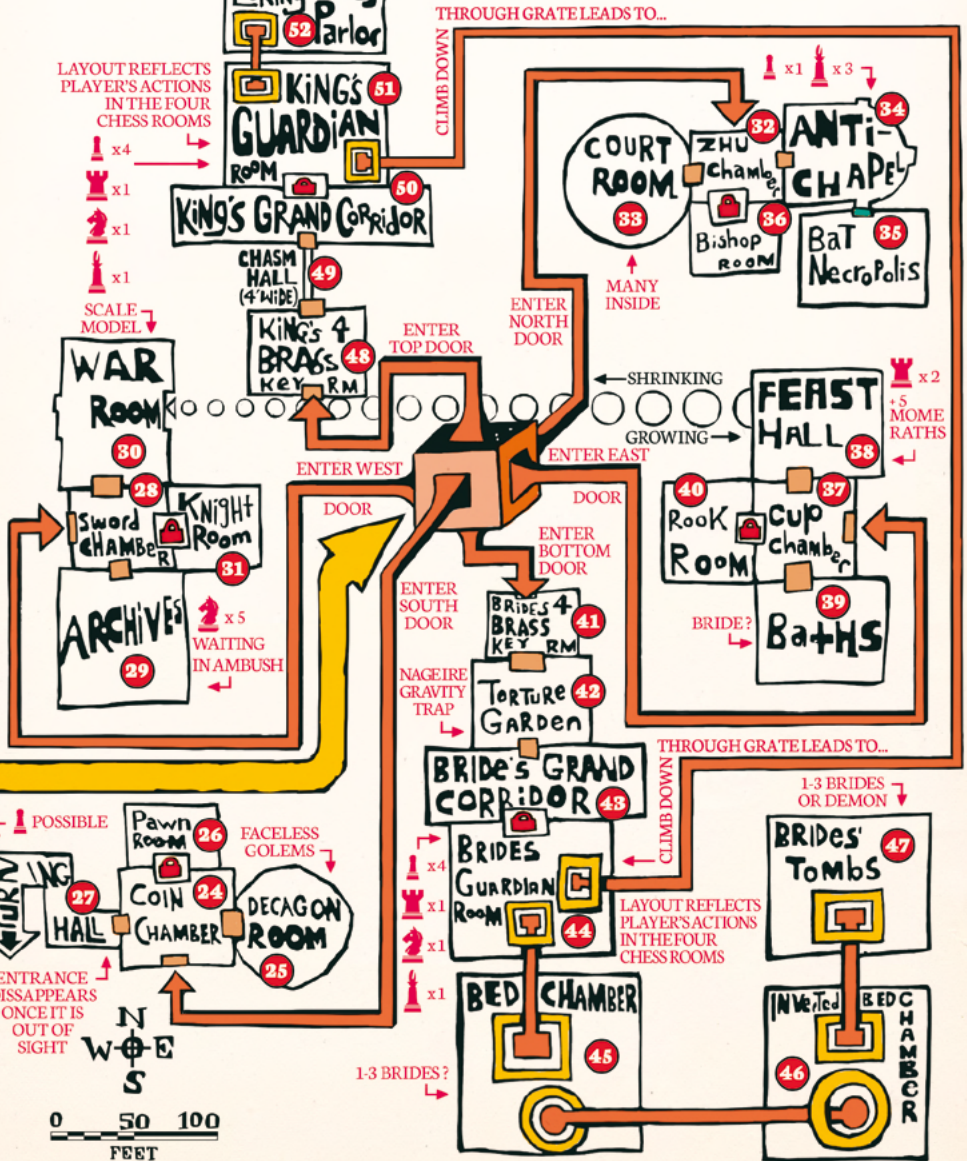 THROUGH GRATE LEADS TO...
52
Parlor
CLIMB DOWN
LAYOUT REFLECTS
PLAYER'S ACTIONS
IN THE FOUR
CHESS ROOMS
x4
x1
x1
x1
KiNG's
51
GUARDiAN
ROOM
50
KiNG's GRAND CorRidoR
CHASM
HALL
(4' WiDE)
49
KiNG's 4
BRASs
KEY RM
48
x1
x3
COURT
ROOM
33
MANY
INSIDE
32
ZHU
Chamber
34
ANTi-
CHAPEL
36
Bishop
ROOM
35
BaT
NecRoPolis
SCALE
MODEL
WAR
ROOM
30
ENTER
TOP DOOR
ENTER
NORTH
DOOR
SHRINKING
GROWING
FEAST
HALL
38
x2
+5
MOME
RATHS
ENTER WEST
DOOR
ENTER EAST
DOOR
28
Sword
CHAMBeR
KNigHt
Room
31
ARCHiVEs
29
x5
WAITING
IN AMBUSH
40
RooK
RooM
37
CUP
Chamber
39
BatHS
BRIDE?
ENTER
BOTTOM
DOOR
ENTER
SOUTH
DOOR
BRiDES 4
BRASS
KEY RM
41
NAGEIRE
GRAVITY
TRAP
ToRTuRe
GARDen
42
BRiDe's GRAND
CORRiDOR
43
THROUGH GRATE LEADS TO...
CLIMB DOWN
x4
x1
x1
x1
BRiDES
GUARDiAN
RooM
44
LAYOUT REFLECTS
PLAYER'S ACTIONS
IN THE FOUR
CHESS ROOMS
1-3 BRIDES
OR DEMON
BRiDES'
ToMbS
47
POSSIBLE
Pawn
RooM
26
FACELESS
GOLEMS
27
HALL
COiN
CHAMBER
24
DECAGON
ROOM
25
ENTRANCE
DISSAPPEARS
ONCE IT IS
OUT OF
SIGHT
N
W E
S
0 50 100
FEET
BED CHAMBER
45
1-3 BRIDES?
INVeRted BED CHAMBeR
46